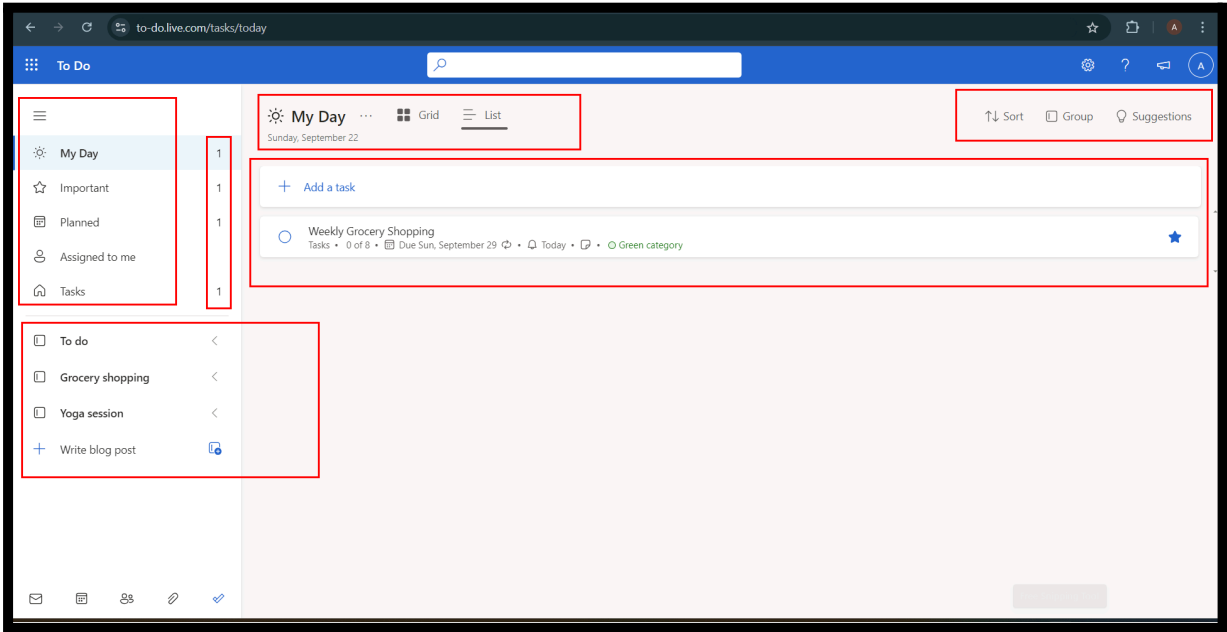 to-do.live.com/tasks/today
A
To Do
? A
My Day 1
Important 1
Planned 1
Assigned to me
Tasks 1
To do
Grocery shopping
Yoga session
Write blog post
My Day ... Grid List
Sunday, September 22
Sort Group Suggestions
Add a task
Weekly Grocery Shopping
Tasks • 0 of 8 • Due Sun, September 29 • Today • • Green category